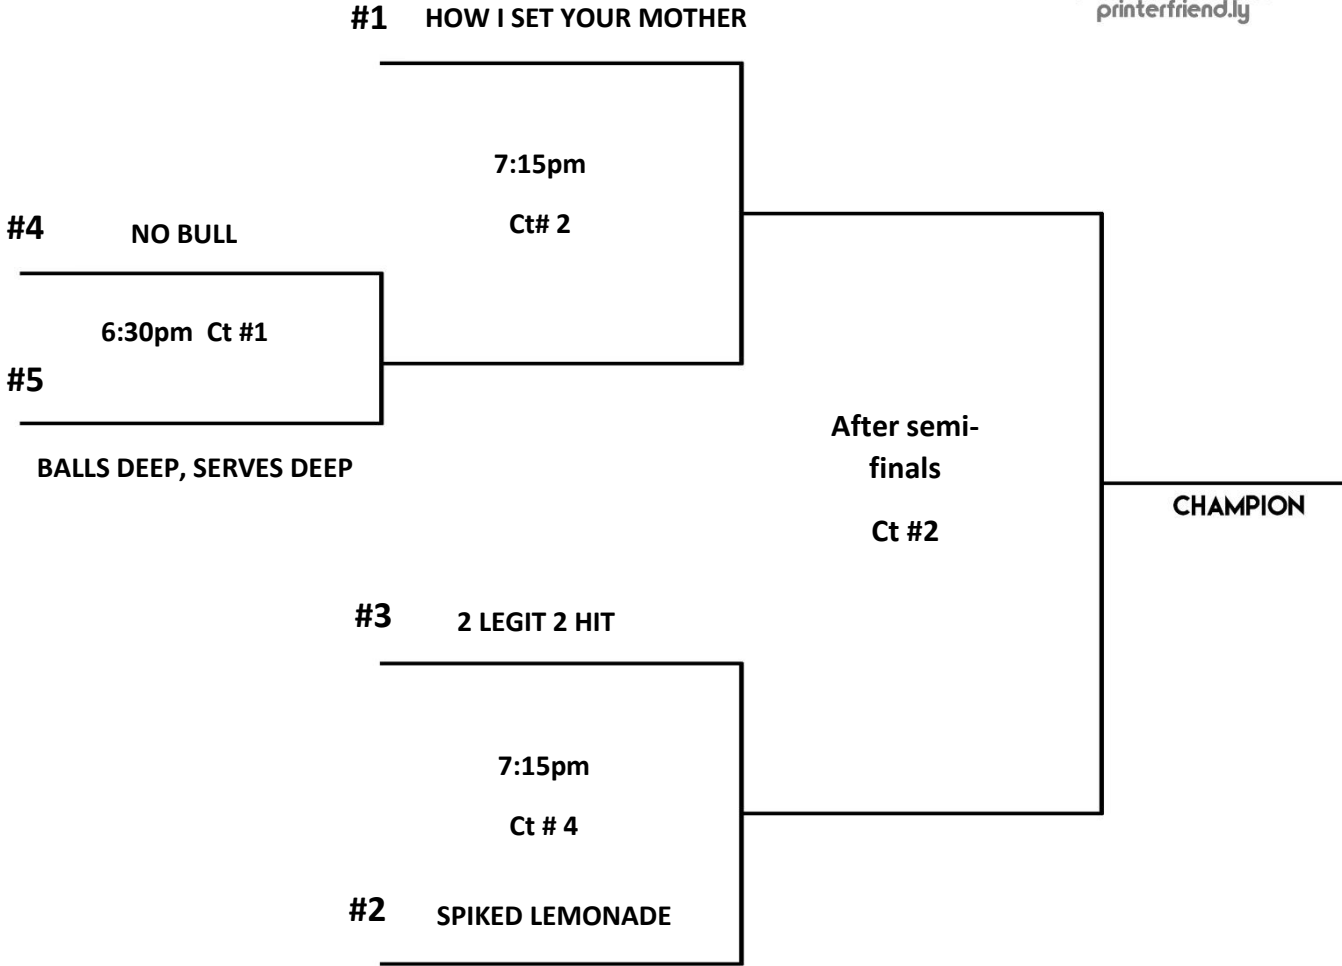 #1 HOW I SET YOUR MOTHER
printerfriend.ly
7:15pm
Ct# 2
#4 NO BULL
6:30pm Ct #1
#5
BALLS DEEP, SERVES DEEP
After semi-
finals
Ct #2
CHAMPION
#3 2 LEGIT 2 HIT
7:15pm
Ct # 4
#2 SPIKED LEMONADE